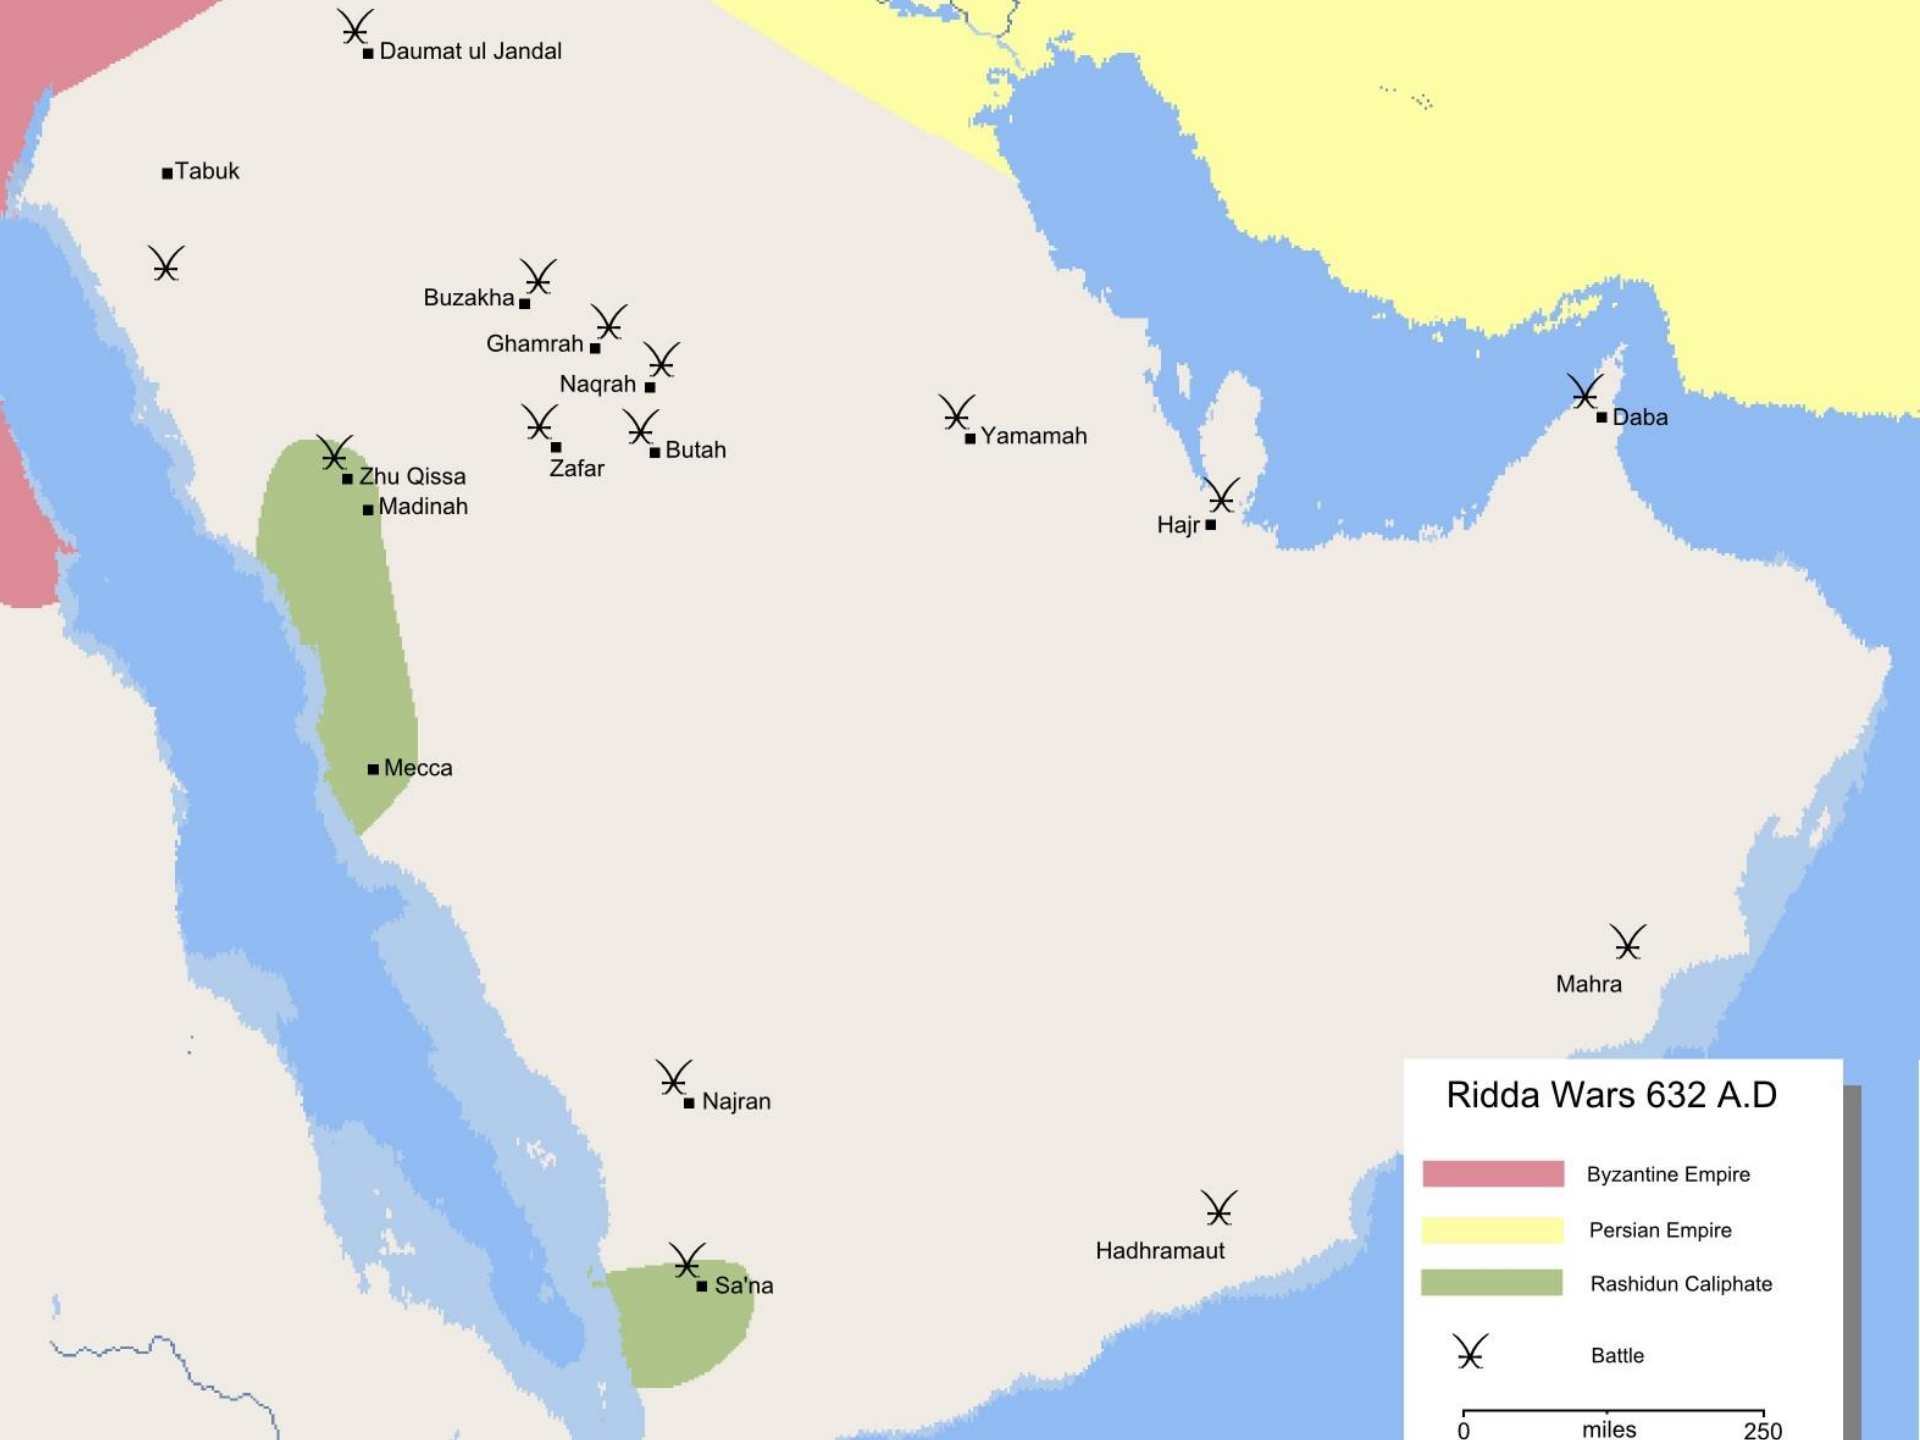 Daumat ul Jandal
Tabuk
Buzakha
Ghamrah
Naqrah
Zafar
Butah
Yamamah
Daba
Zhu Qissa
Madinah
Hajr
Mecca
Mahra
Najran
Hadhramaut
Sa'na
Ridda Wars 632 A.D
Byzantine Empire
Persian Empire
Rashidun Caliphate
Battle
0 miles 250